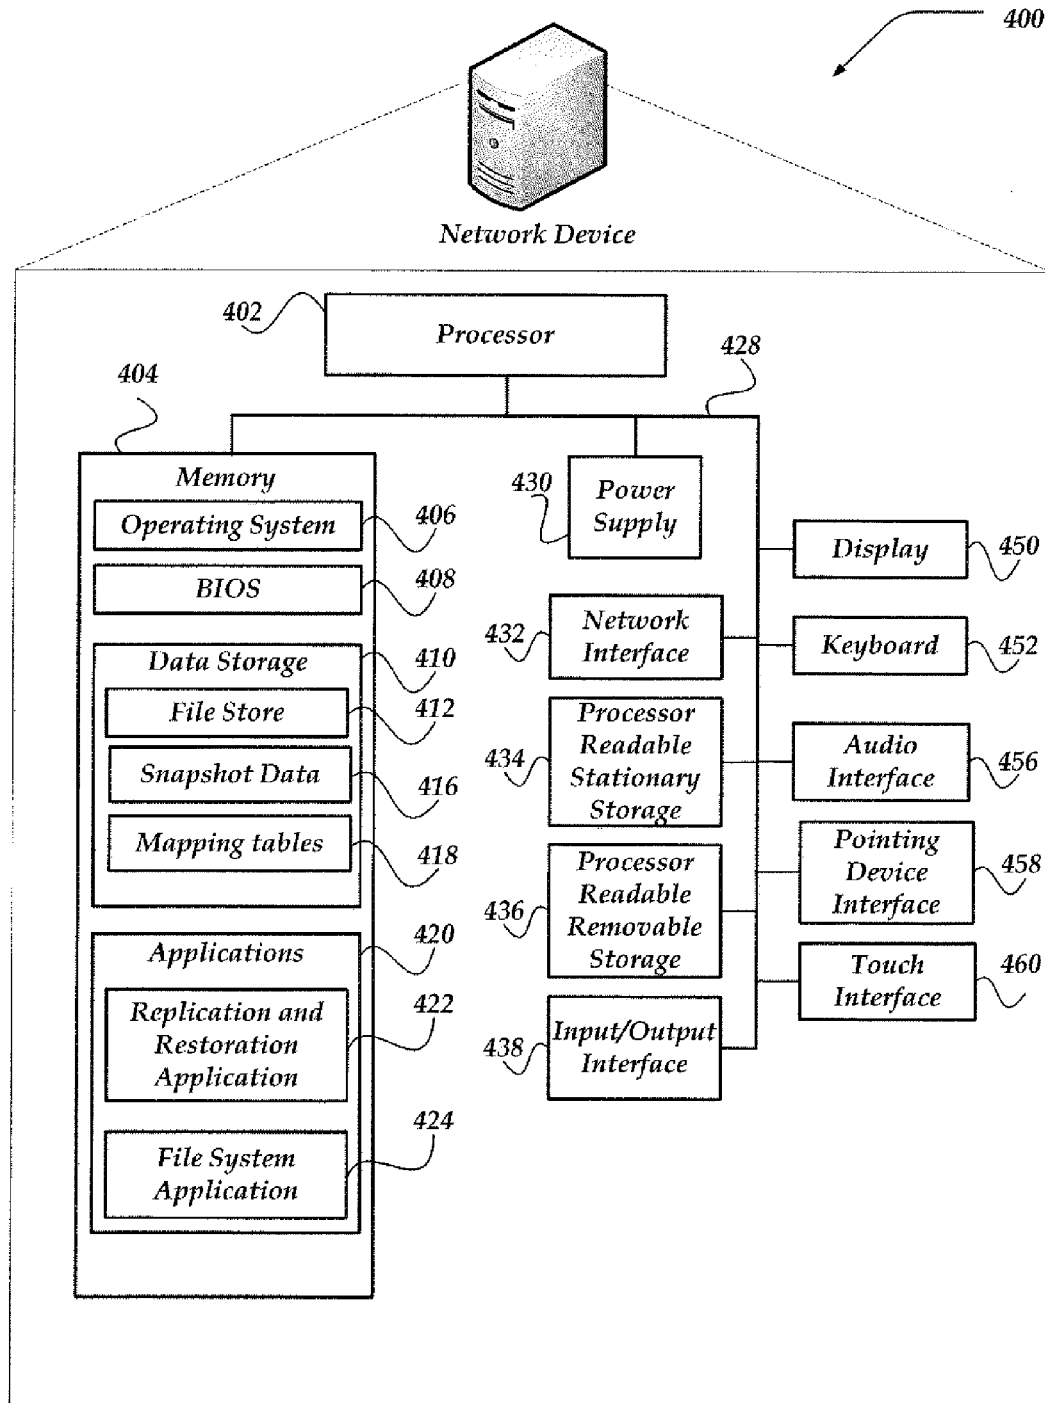 400
Network Device
402
Processor
428
404
Memory
Operating System
406
BIOS
408
Data Storage
410
File Store
412
Snapshot Data
416
Mapping tables
418
Applications
420
Replication and
Restoration
Application
422
File System
Application
424
430
Power
Supply
432
Network
Interface
434
Processor
Readable
Stationary
Storage
436
Processor
Readable
Removable
Storage
438
Input/Output
Interface
Display
450
Keyboard
452
Audio
Interface
456
Pointing
Device
Interface
458
Touch
Interface
460